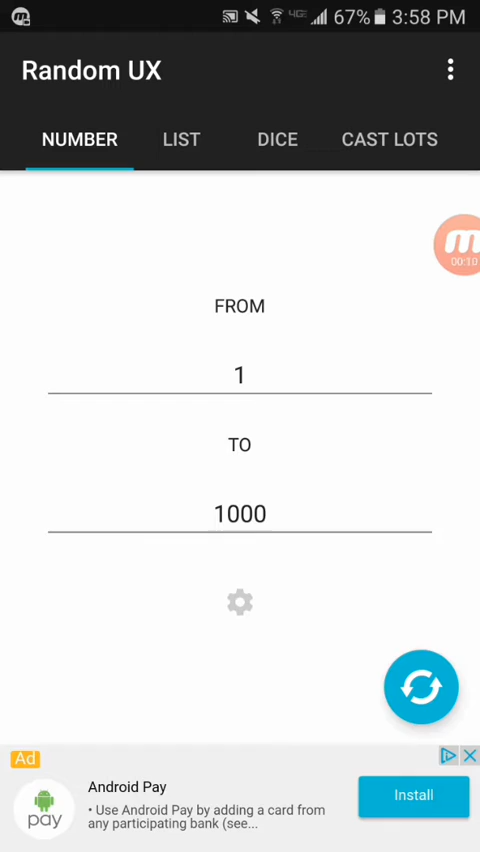 4G 67% 3:58 PM
Random UX
NUMBER LIST DICE CAST LOTS
00:10
FROM
1
TO
1000
Ad
Android Pay
• Use Android Pay by adding a card from
any participating bank (see...
Install
pay